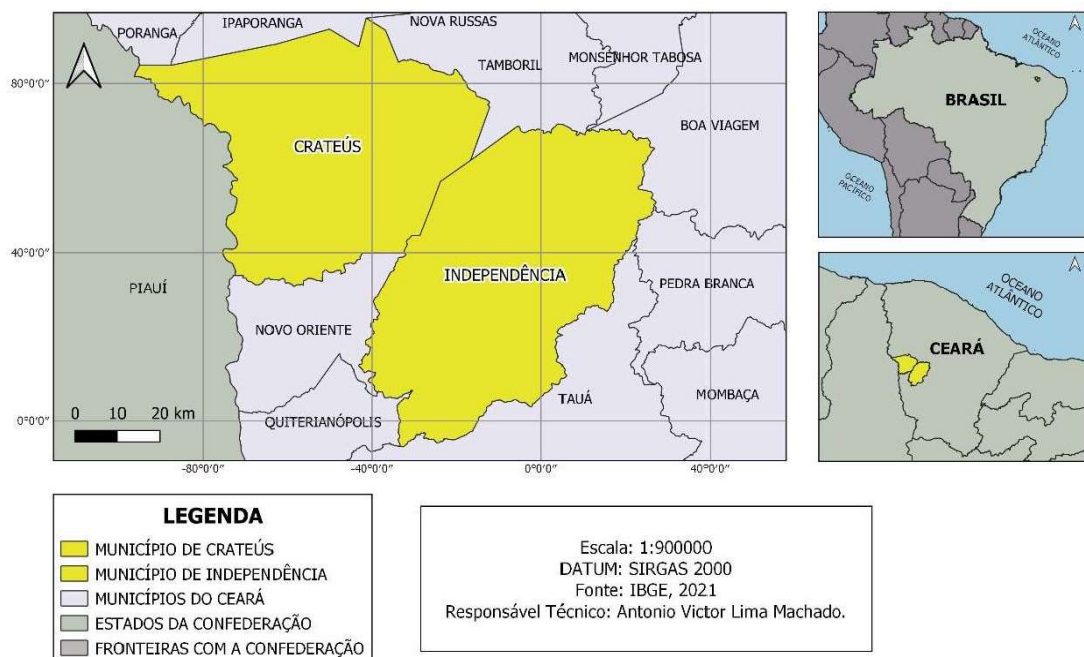 PORANGA
IPAPORANGA
NOVA RUSSAS
TAMBORIL
MONSENHOR TABOSA
80°0'0"
CRATEÚS
BOA VIAGEM
40°0'0"
INDEPENDÊNCIA
PIAUÍ
PEDRA BRANCA
NOVO ORIENTE
MOMBAÇA
TAUÁ
QUITERIANÓPOLIS
0 10 20 km
0°0'0"
-80°0'0" -40°0'0" 0°0'0" 40°0'0"
OCEANO
ATLÂNTICO
BRASIL
OCEANO
PACÍFICO
OCEANO
ATLÂNTICO
CEARÁ
LEGENDA
MUNICÍPIO DE CRATEÚS
MUNICÍPIO DE INDEPENDÊNCIA
MUNICÍPIOS DO CEARÁ
ESTADOS DA CONFEDERAÇÃO
FRONTEIRAS COM A CONFEDERAÇÃO
Escala: 1:900000
DATUM: SIRGAS 2000
Fonte: IBGE, 2021
Responsável Técnico: Antonio Victor Lima Machado.